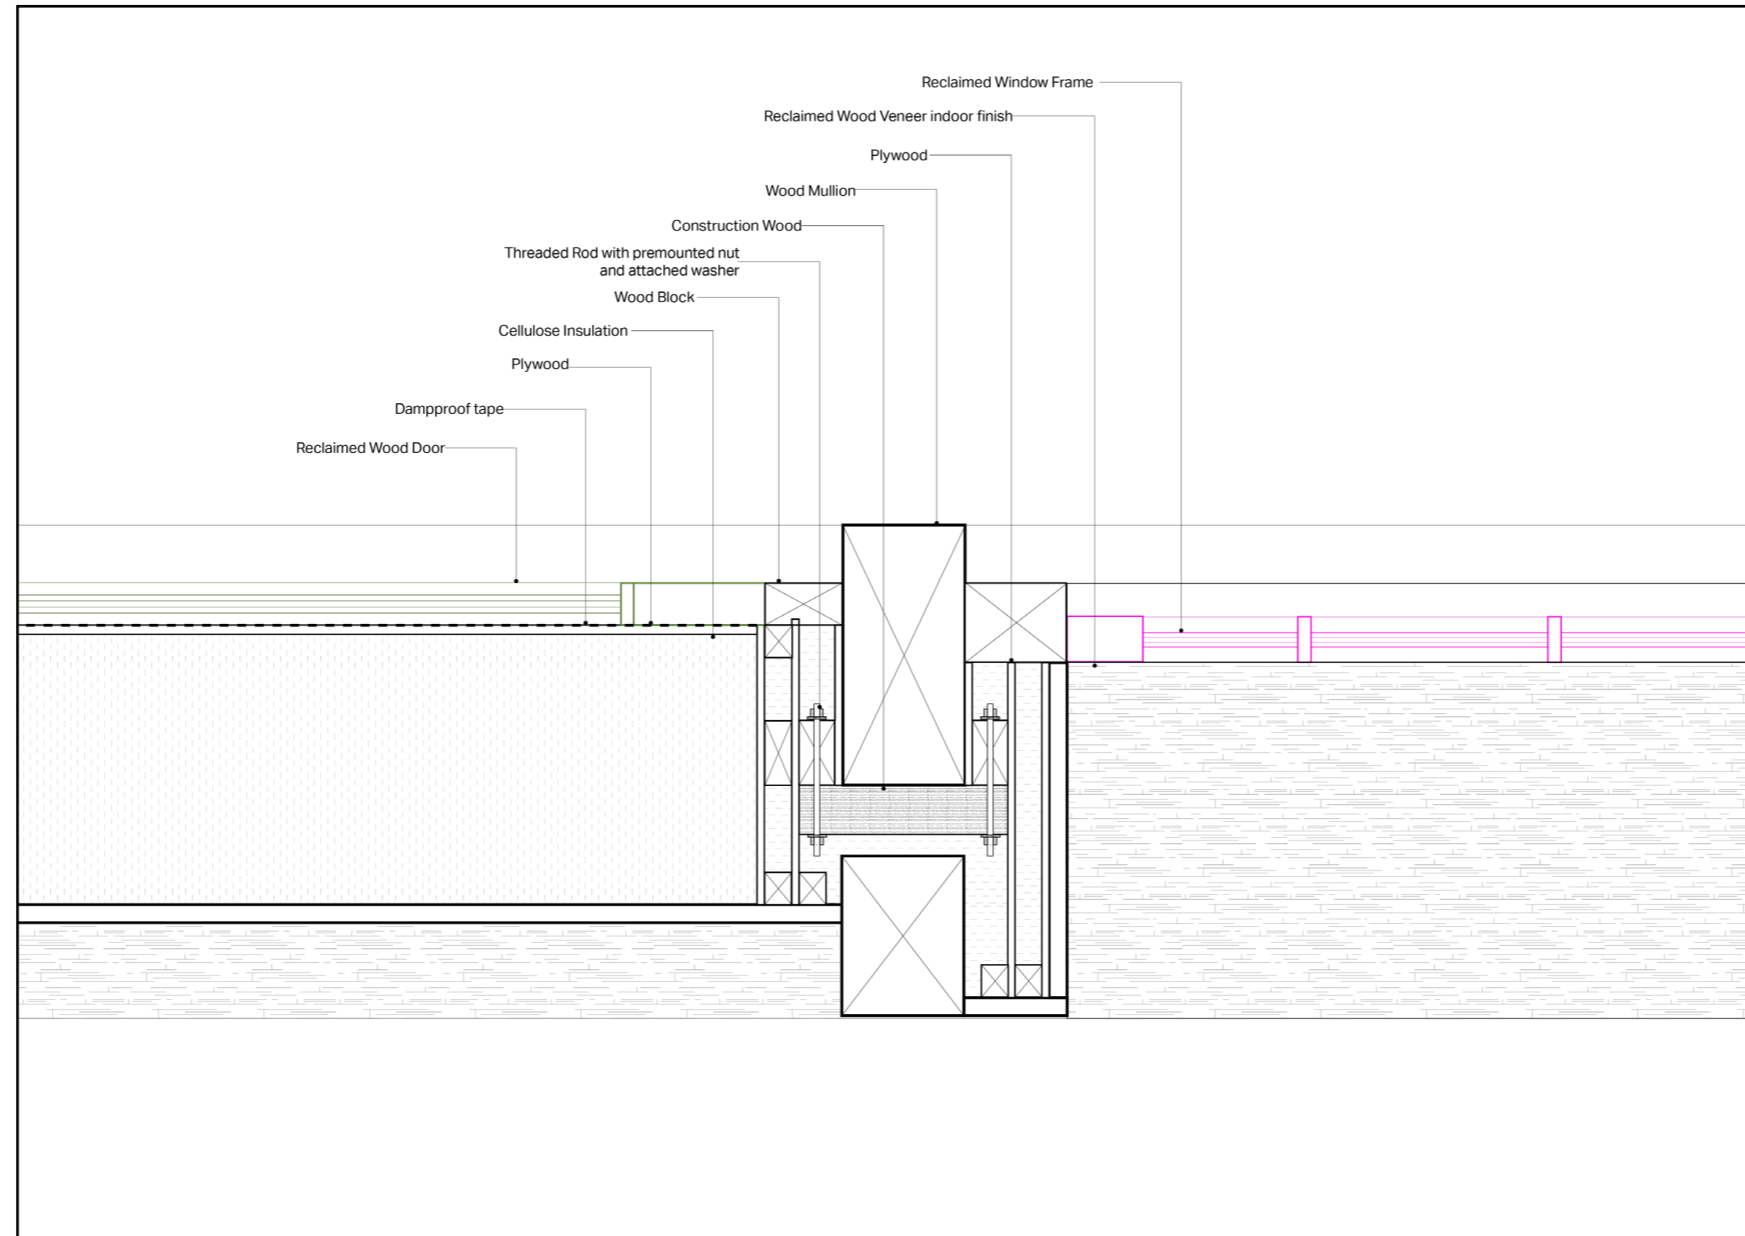 Reclaimed Window Frame
Reclaimed Wood Veneer indoor finish
Plywood
Wood Mullion
Construction Wood
Threaded Rod with premounted nut
and attached washer
Wood Block
Cellulose Insulation
Plywood
Dampproof tape
Reclaimed Wood Door